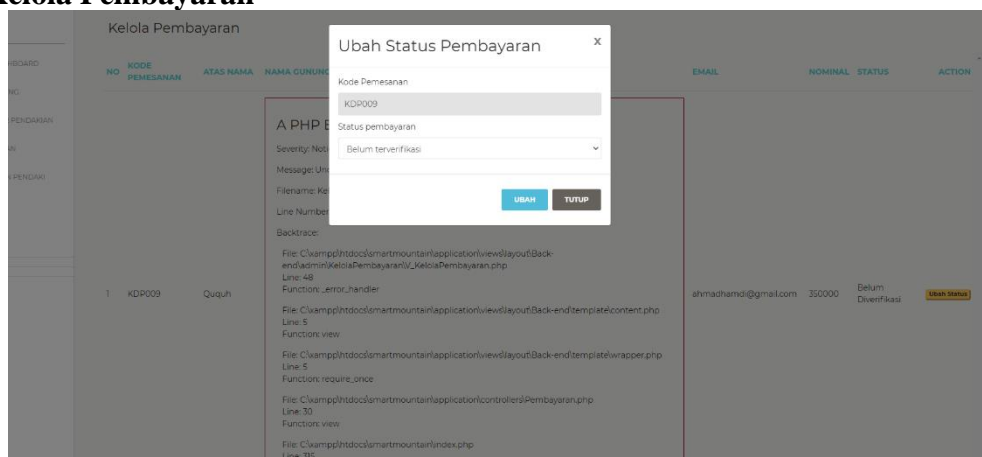 Kelola Pembayaran
Kelola Pembayaran
Ubah Status Pembayaran x
NO KODE PEMESANAN ATAS NAMA NAMA GUNUNG EMAIL NOMINAL STATUS ACTION
Kode Pemesanan
KDP009
Status pembayaran
Belum terverifikasi
UBAH TUTUP
A PHP E
Severity: Noti
Message: Und
Filename: Ke
Line Number
Backtrace:
File: C:\xampp\htdocs\smartmountain\application\views\layout\Back-
end\admin\KelolaPembayaran\V_KelolaPembayaran.php
Line: 48
Function: _error_handler
File: C:\xampp\htdocs\smartmountain\application\views\layout\Back-end\template\content.php
Line: 5
Function: view
1 KDP009 Ququh ahmadhamdi@gmail.com 350000 Belum Diverifikasi Ubah Status
File: C:\xampp\htdocs\smartmountain\application\views\layout\Back-end\template\wrapper.php
Line: 5
Function: require_once
File: C:\xampp\htdocs\smartmountain\application\controllers\Pembayaran.php
Line: 30
Function: view
File: C:\xampp\htdocs\smartmountain\index.php
Line: 315